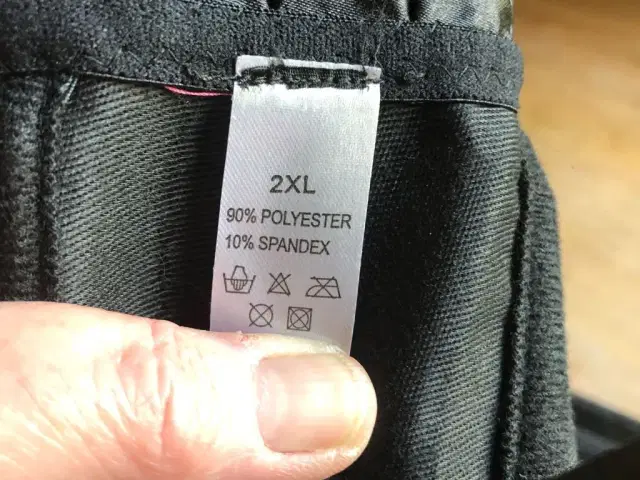 2XL
90% POLYESTER
10% SPANDEX